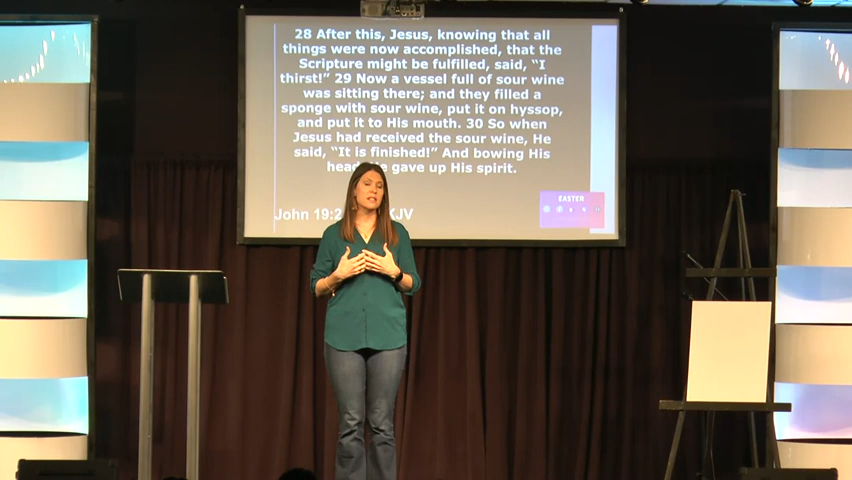 28 After this, Jesus, knowing that all
things were now accomplished, that the
Scripture might be fulfilled, said, “I
thirst!” 29 Now a vessel full of sour wine
was sitting there; and they filled a
sponge with sour wine, put it on hyssop,
and put it to His mouth. 30 So when
Jesus had received the sour wine, He
said, “It is finished!” And bowing His
gave up His spirit.
John 19:2
EASTER